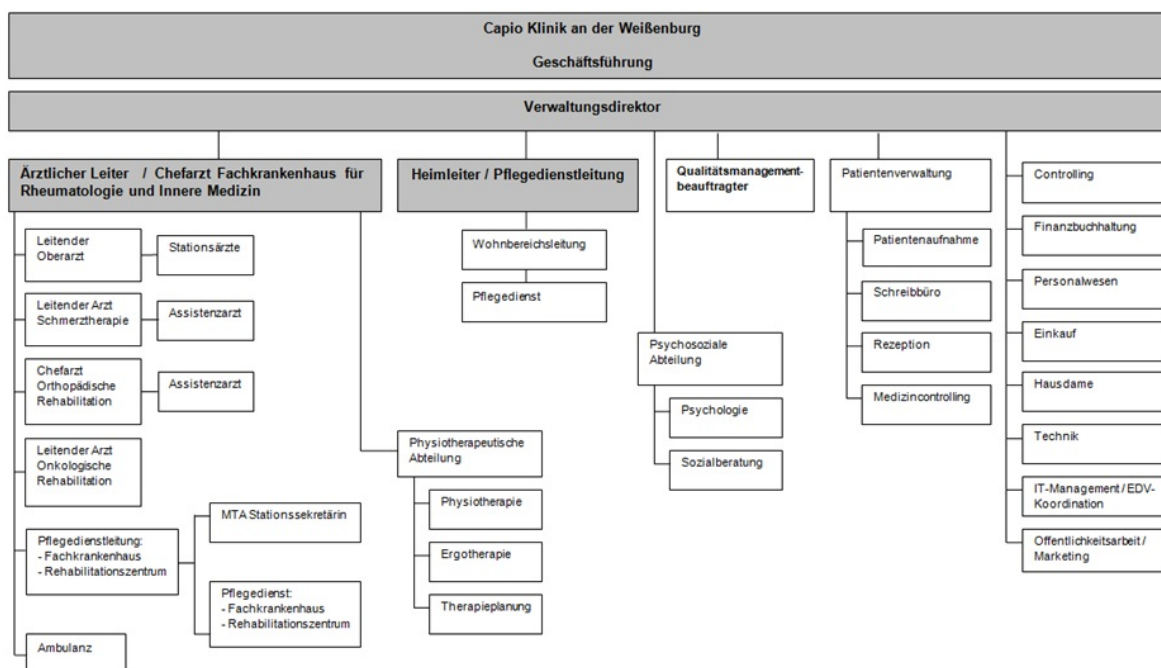 Capio Klinik an der Weißenburg
Geschäftsführung
Verwaltungsdirektor
Ärztlicher Leiter / Chefarzt Fachkrankenhaus für
Rheumatologie und Innere Medizin
Leitender
Oberarzt
Stationsärzte
Leitender Arzt
Schmerztherapie
Assistenzarzt
Chefarzt
Orthopädische
Rehabilitation
Assistenzarzt
Leitender Arzt
Onkologische
Rehabilitation
Pflegedienstleitung:
- Fachkrankenhaus
- Rehabilitationszentrum
MTA Stationssekretärin
Pflegedienst:
- Fachkrankenhaus
- Rehabilitationszentrum
Ambulanz
Physiotherapeutische
Abteilung
Physiotherapie
Ergotherapie
Therapieplanung
Heimleiter / Pflegedienstleitung
Wohnbereichsleitung
Pflegedienst
Psychosoziale
Abteilung
Psychologie
Sozialberatung
Qualitätsmanagement-
beauftragter
Patientenverwaltung
Patientenaufnahme
Schreibbüro
Rezeption
Medizincontrolling
Controlling
Finanzbuchhaltung
Personalwesen
Einkauf
Hausdame
Technik
IT-Management / EDV-
Koordination
Öffentlichkeitsarbeit /
Marketing